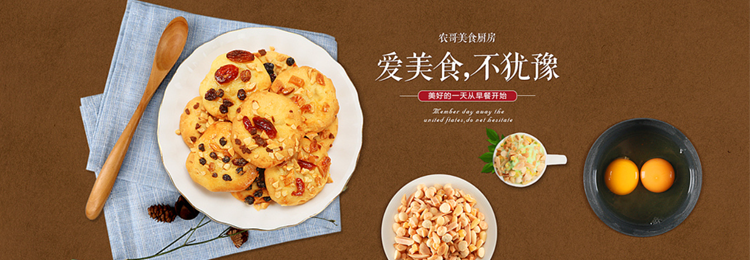 农哥美食厨房
爱美食,不犹豫
美好的一天从早餐开始
Member day away the
united states,do not hesitate